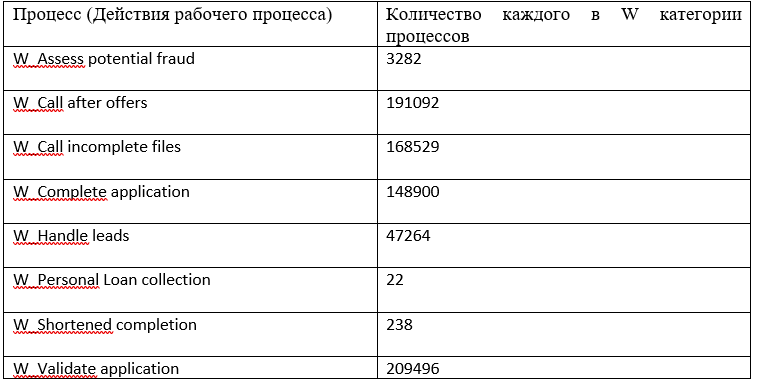 Процесс (Действия рабочего процесса)
Количество каждого в W категории
процессов
W_Assess potential fraud
3282
W_Call after offers
191092
W_Call incomplete files
168529
W_Complete application
148900
W_Handle leads
47264
W_Personal Loan collection
22
W_Shortened completion
238
W_Validate application
209496